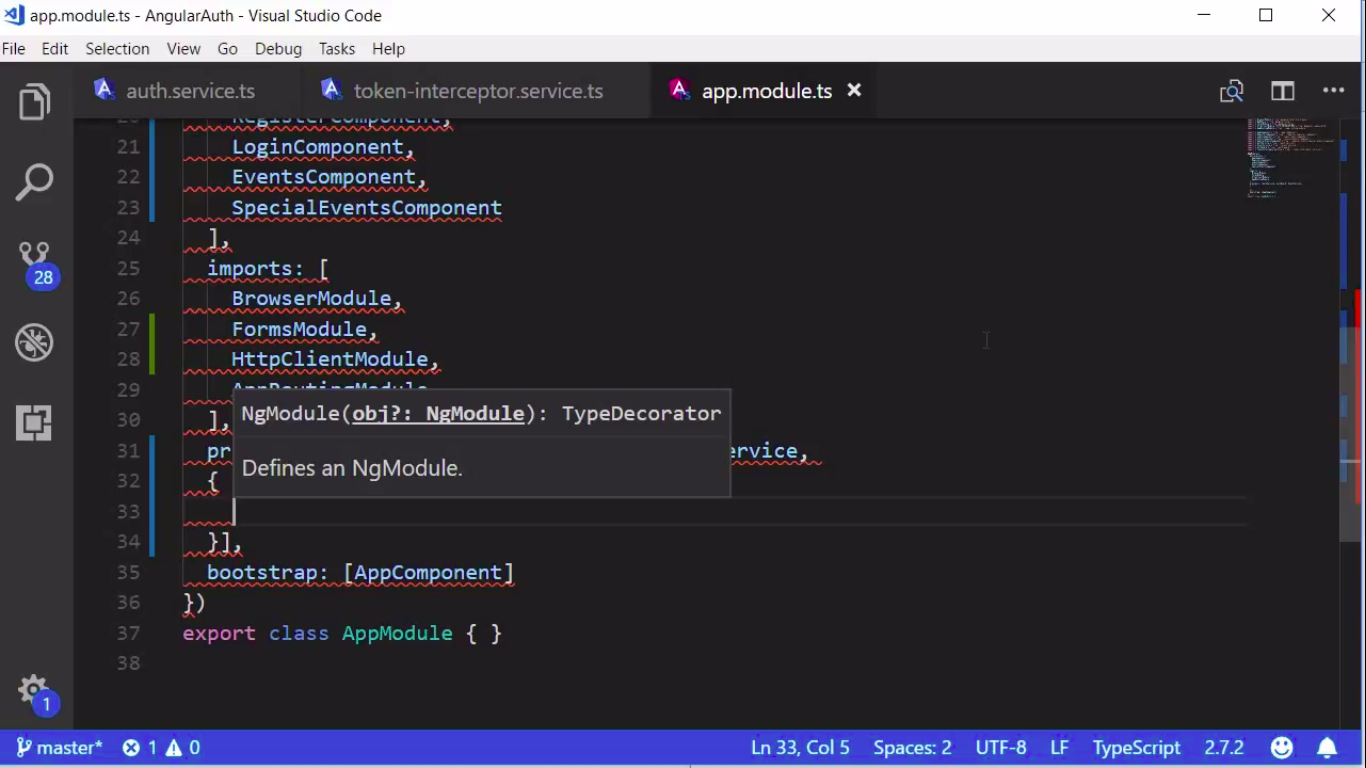 app.module.ts - AngularAuth - Visual Studio Code
File Edit Selection View Go Debug Tasks Help
auth.service.ts token-interceptor.service.ts app.module.ts
20 RegisterComponent,
21 LoginComponent,
22 EventsComponent,
23 SpecialEventsComponent
24 ],
25 imports: [
26 BrowserModule,
27 FormsModule,
28 HttpClientModule,
29 AppRoutingModule
30 ],
NgModule(obj?: NgModule): TypeDecorator
31 pr ervice,
Defines an NgModule.
32 {
33
34 }],
35 bootstrap: [AppComponent]
36 })
37 export class AppModule { }
38
28
1
master* 1 0 Ln 33, Col 5 Spaces: 2 UTF-8 LF TypeScript 2.7.2